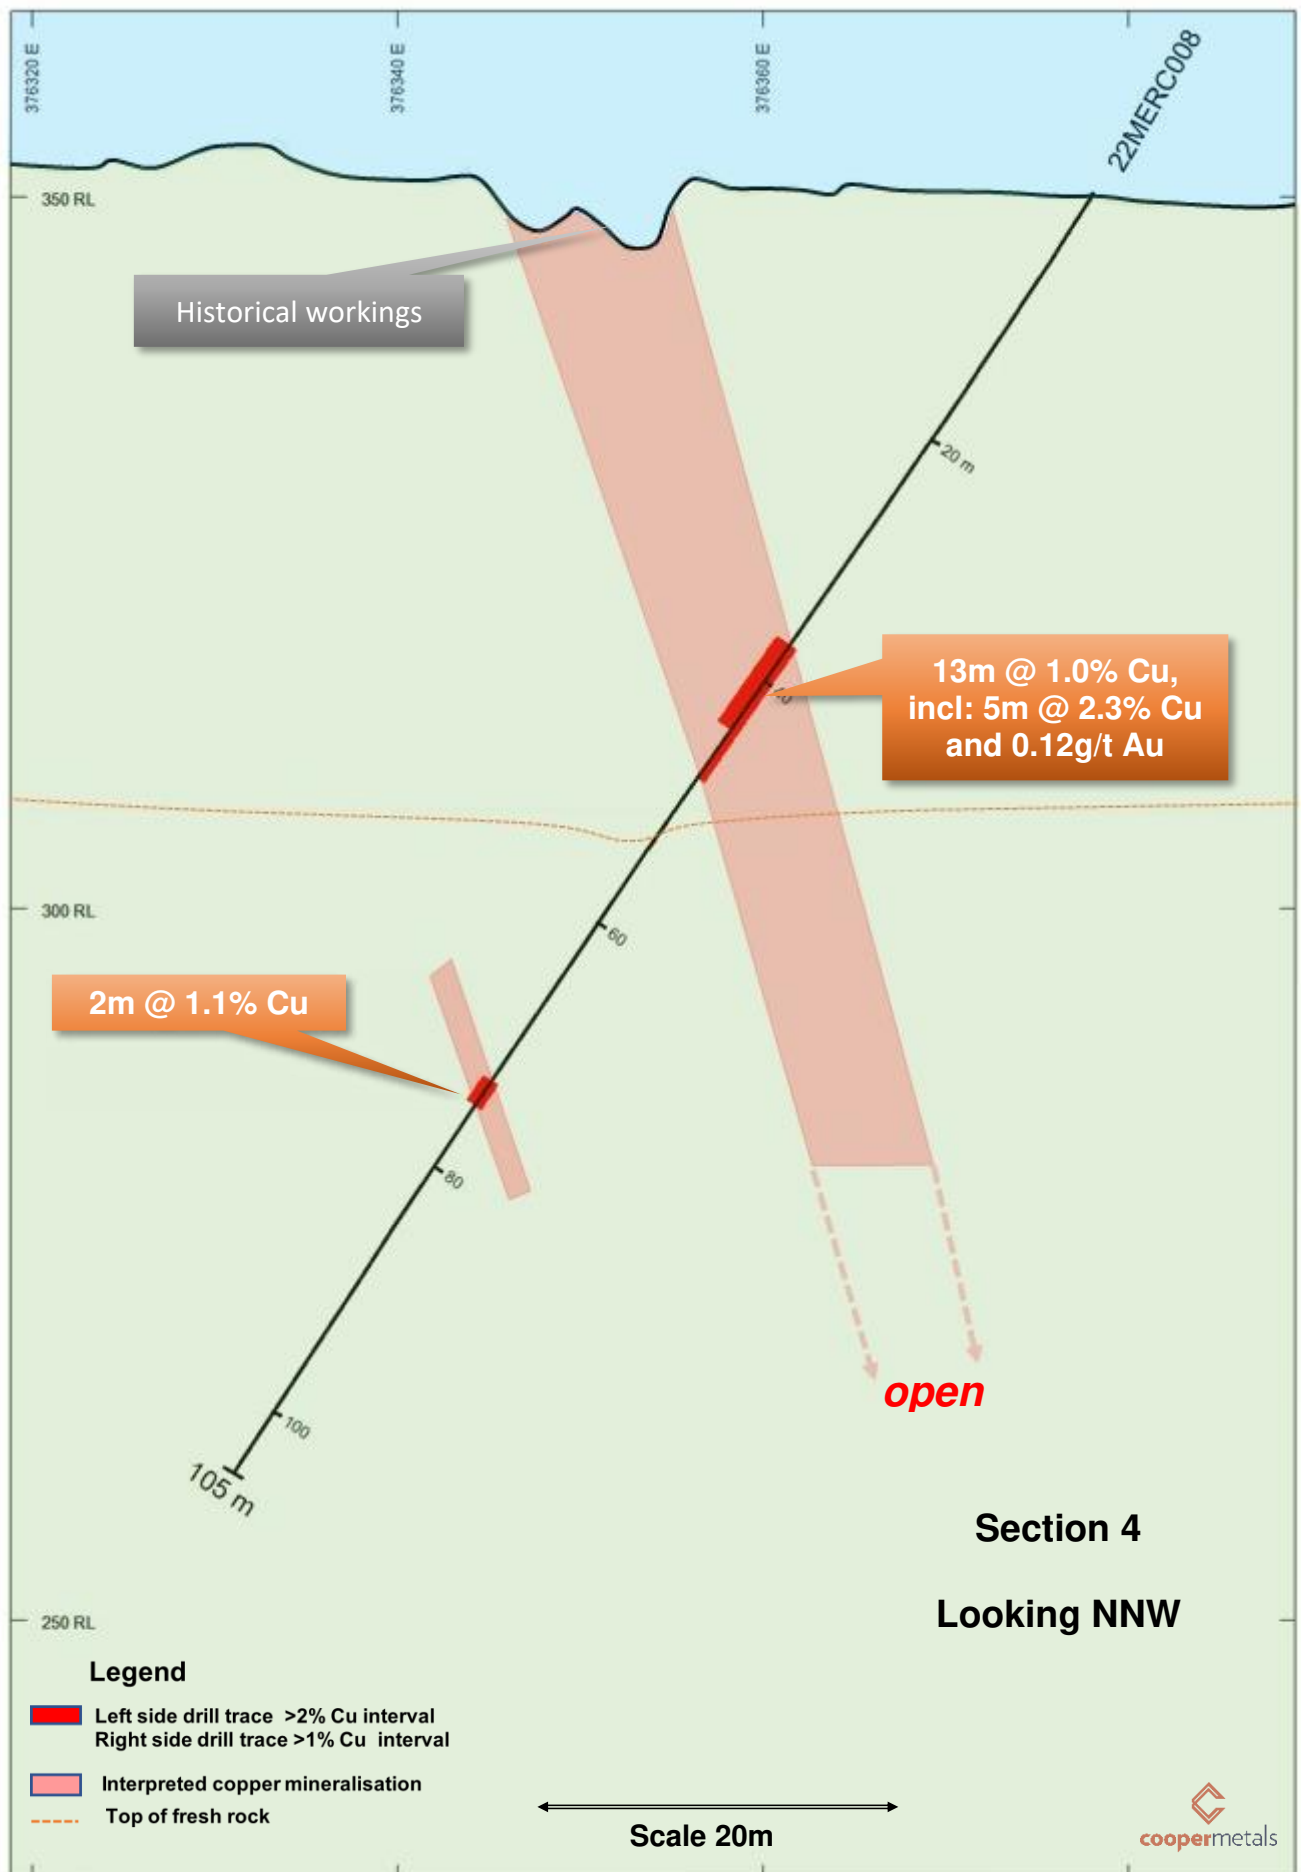 376320 E
376340 E
376360 E
22MERC008
350 RL
Historical workings
20 m
40
13m @ 1.0% Cu,
incl: 5m @ 2.3% Cu
and 0.12g/t Au
300 RL
60
2m @ 1.1% Cu
80
open
100
105 m
Section 4
Looking NNW
250 RL
Legend
Left side drill trace >2% Cu interval
Right side drill trace >1% Cu interval
Interpreted copper mineralisation
Top of fresh rock
Scale 20m
coopermetals